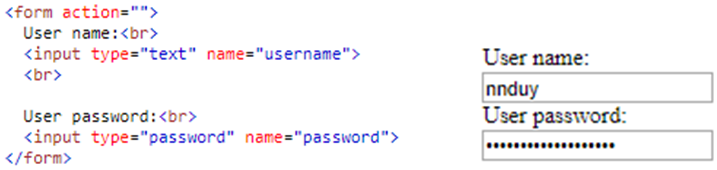 <form action="">
User name:<br>
<input type="text" name="username">
<br>
User password:<br>
<input type="password" name="password">
</form>
User name:
nnduy
User password:
•••••••••••••••••••